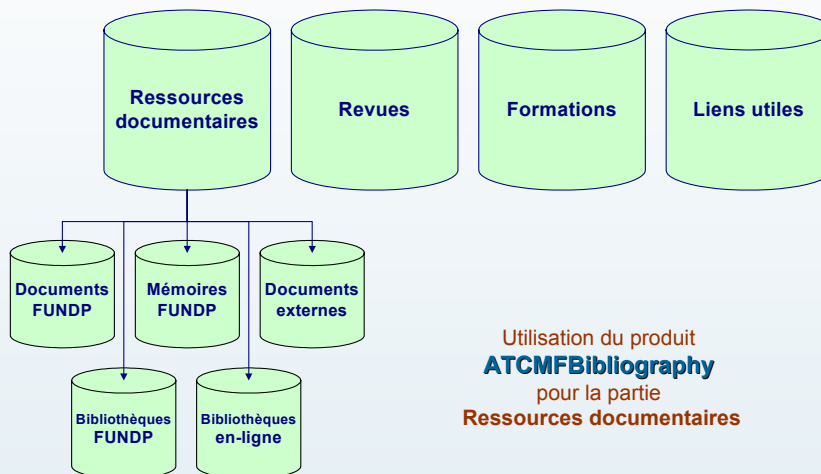 Ressources
documentaires
Revues
Formations
Liens utiles
Documents
FUNDP
Mémoires
FUNDP
Documents
externes
Bibliothèques
FUNDP
Bibliothèques
en-ligne
Utilisation du produit
ATCMFBibliography
pour la partie
Ressources documentaires